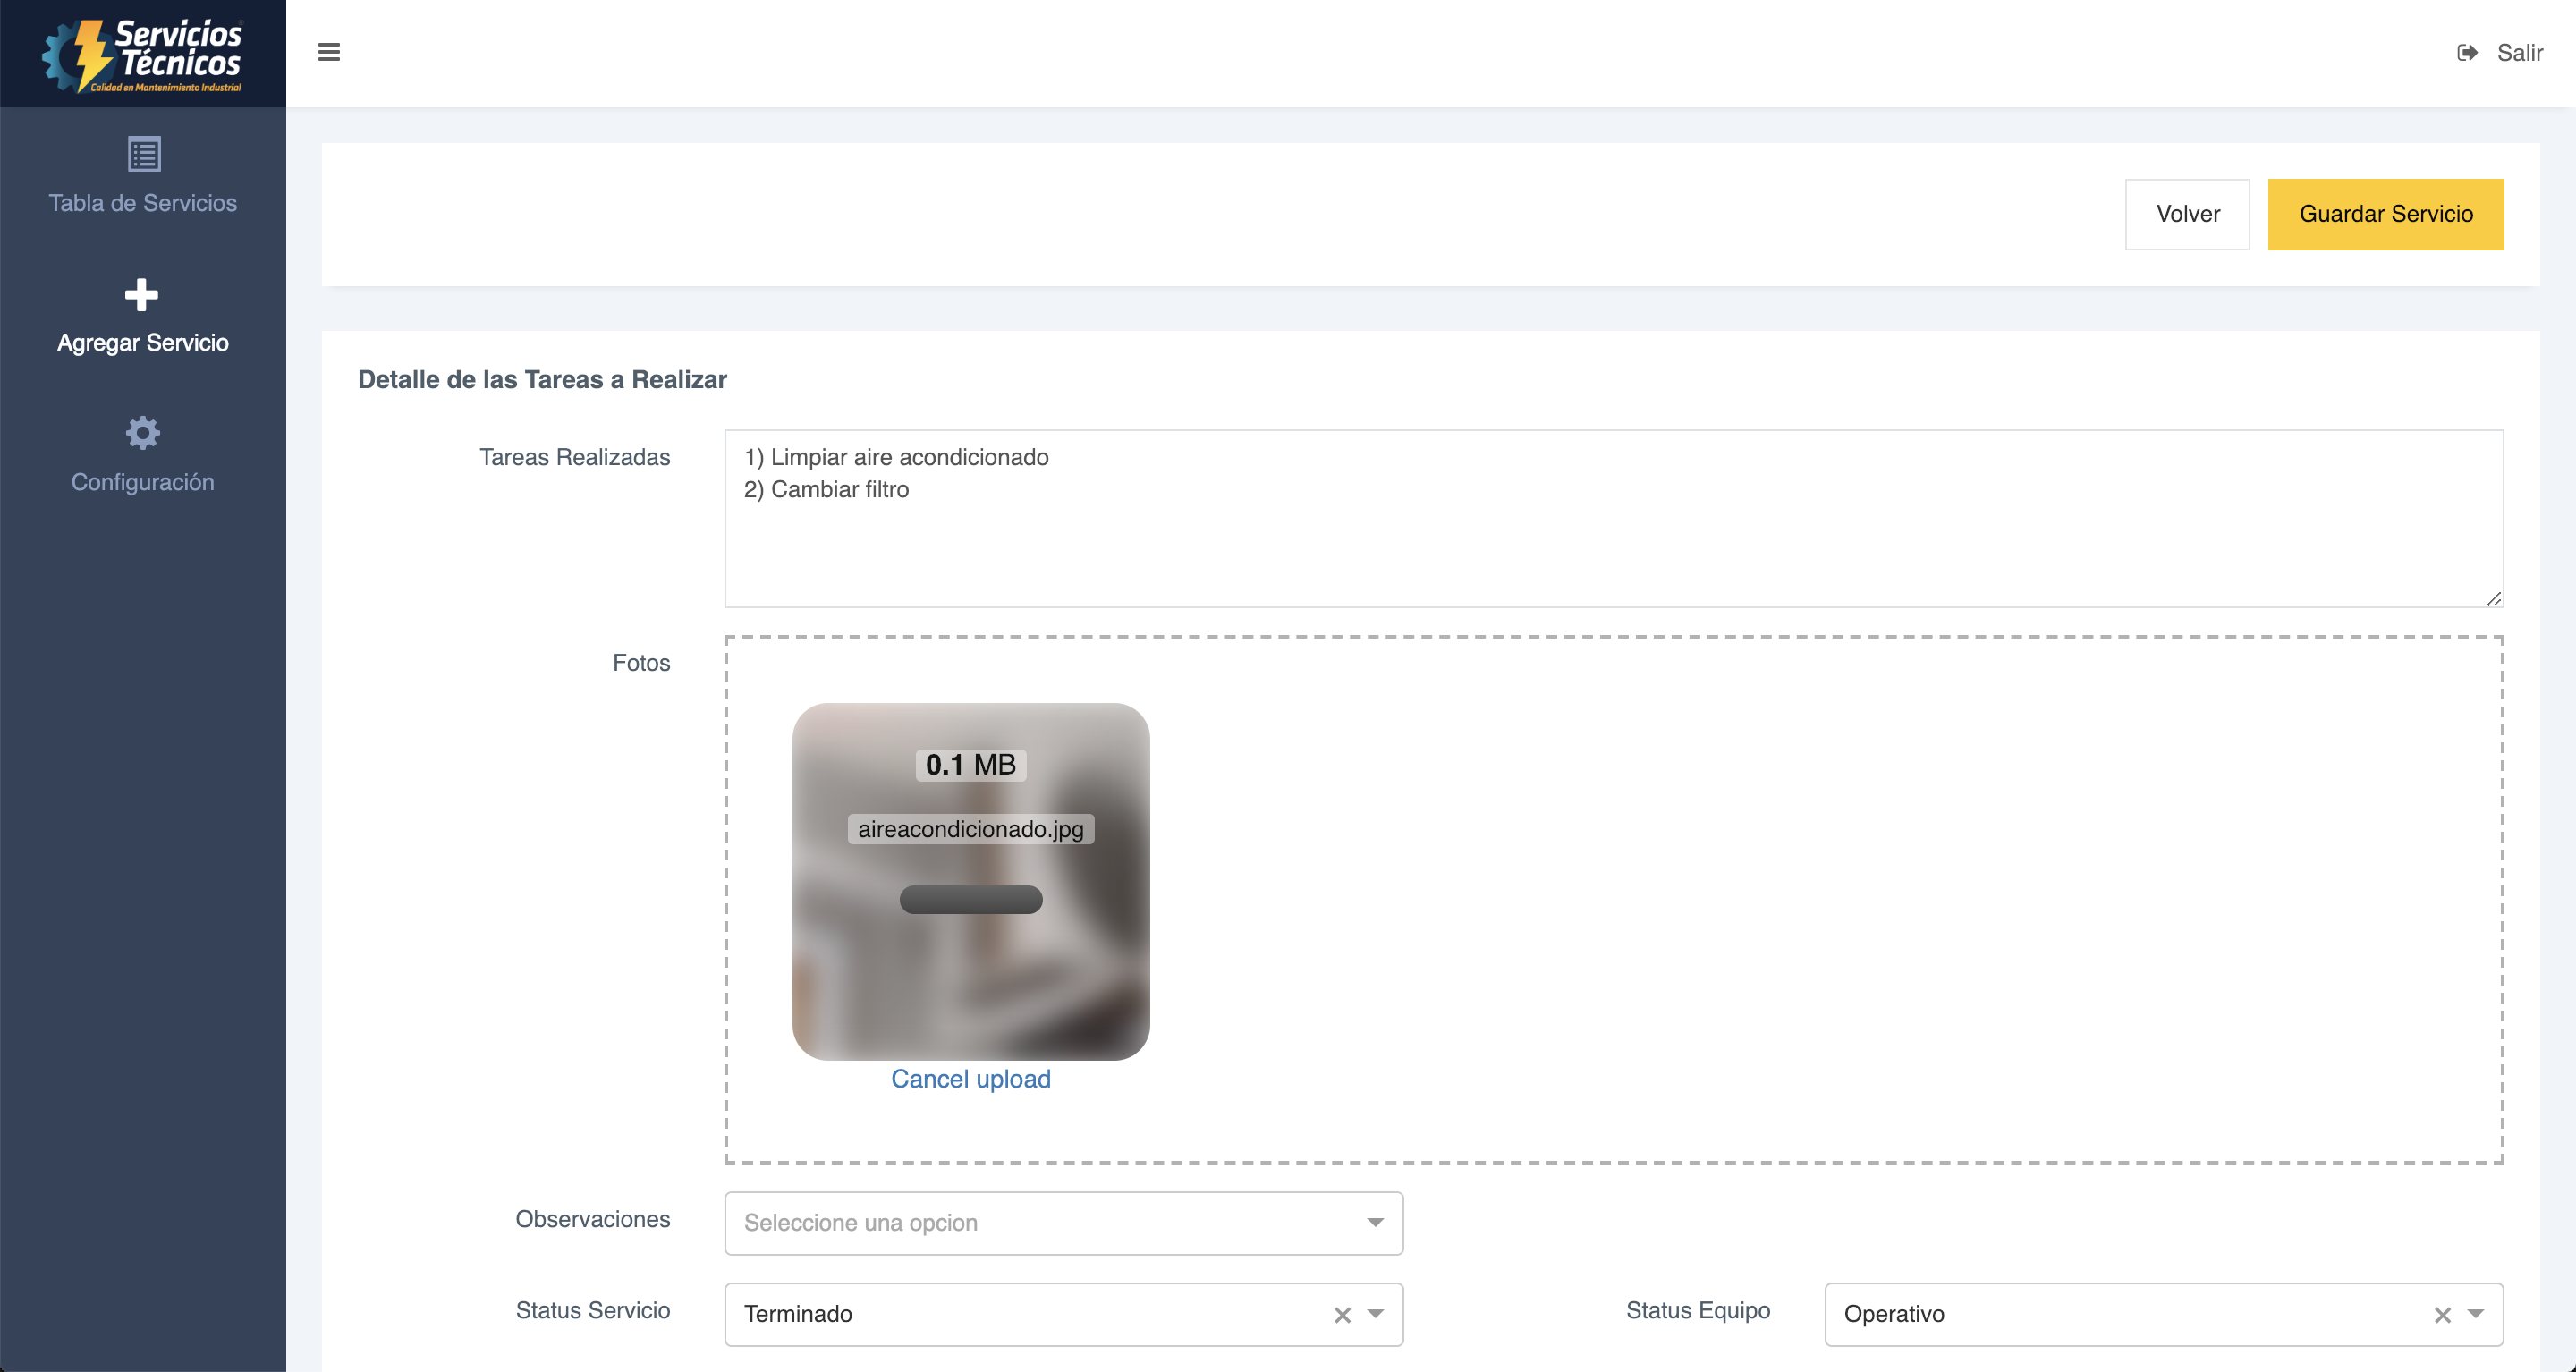 Servicios
Técnicos
Calidad en Mantenimiento Industrial
Salir
Tabla de Servicios
Agregar Servicio
Configuración
Volver
Guardar Servicio
Detalle de las Tareas a Realizar
Tareas Realizadas
1) Limpiar aire acondicionado
2) Cambiar filtro
Fotos
0.1 MB
aireacondicionado.jpg
Cancel upload
Observaciones
Seleccione una opcion
Status Servicio
Terminado
Status Equipo
Operativo